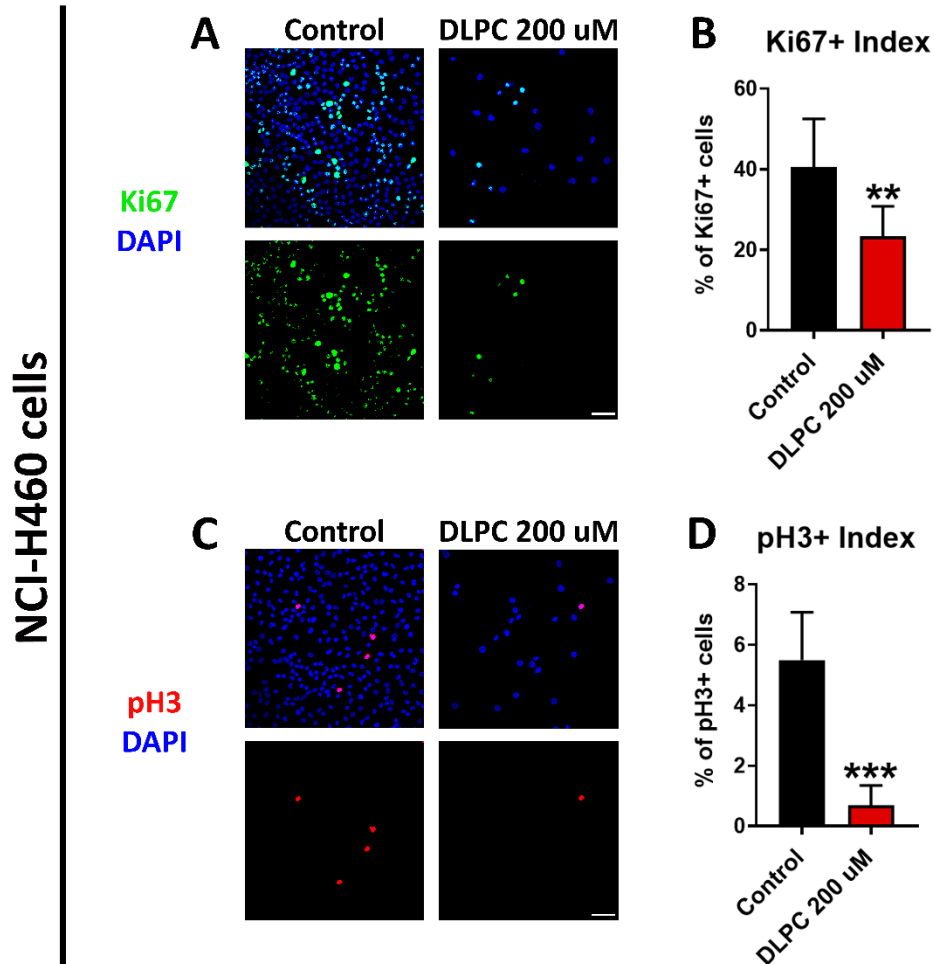 NCI-H460 cells
A
Control
DLPC 200 uM
Ki67
DAPI
B
Ki67+ Index
% of Ki67+ cells
60
40
20
0
**
Control
DLPC 200 uM
C
Control
DLPC 200 uM
pH3
DAPI
D
pH3+ Index
% of pH3+ cells
8
6
4
2
0
***
Control
DLPC 200 uM